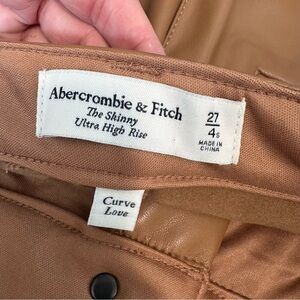 Abercrombie & Fitch
The Skinny
Ultra High Rise
27
4s
MADE IN
CHINA
Curve
Love